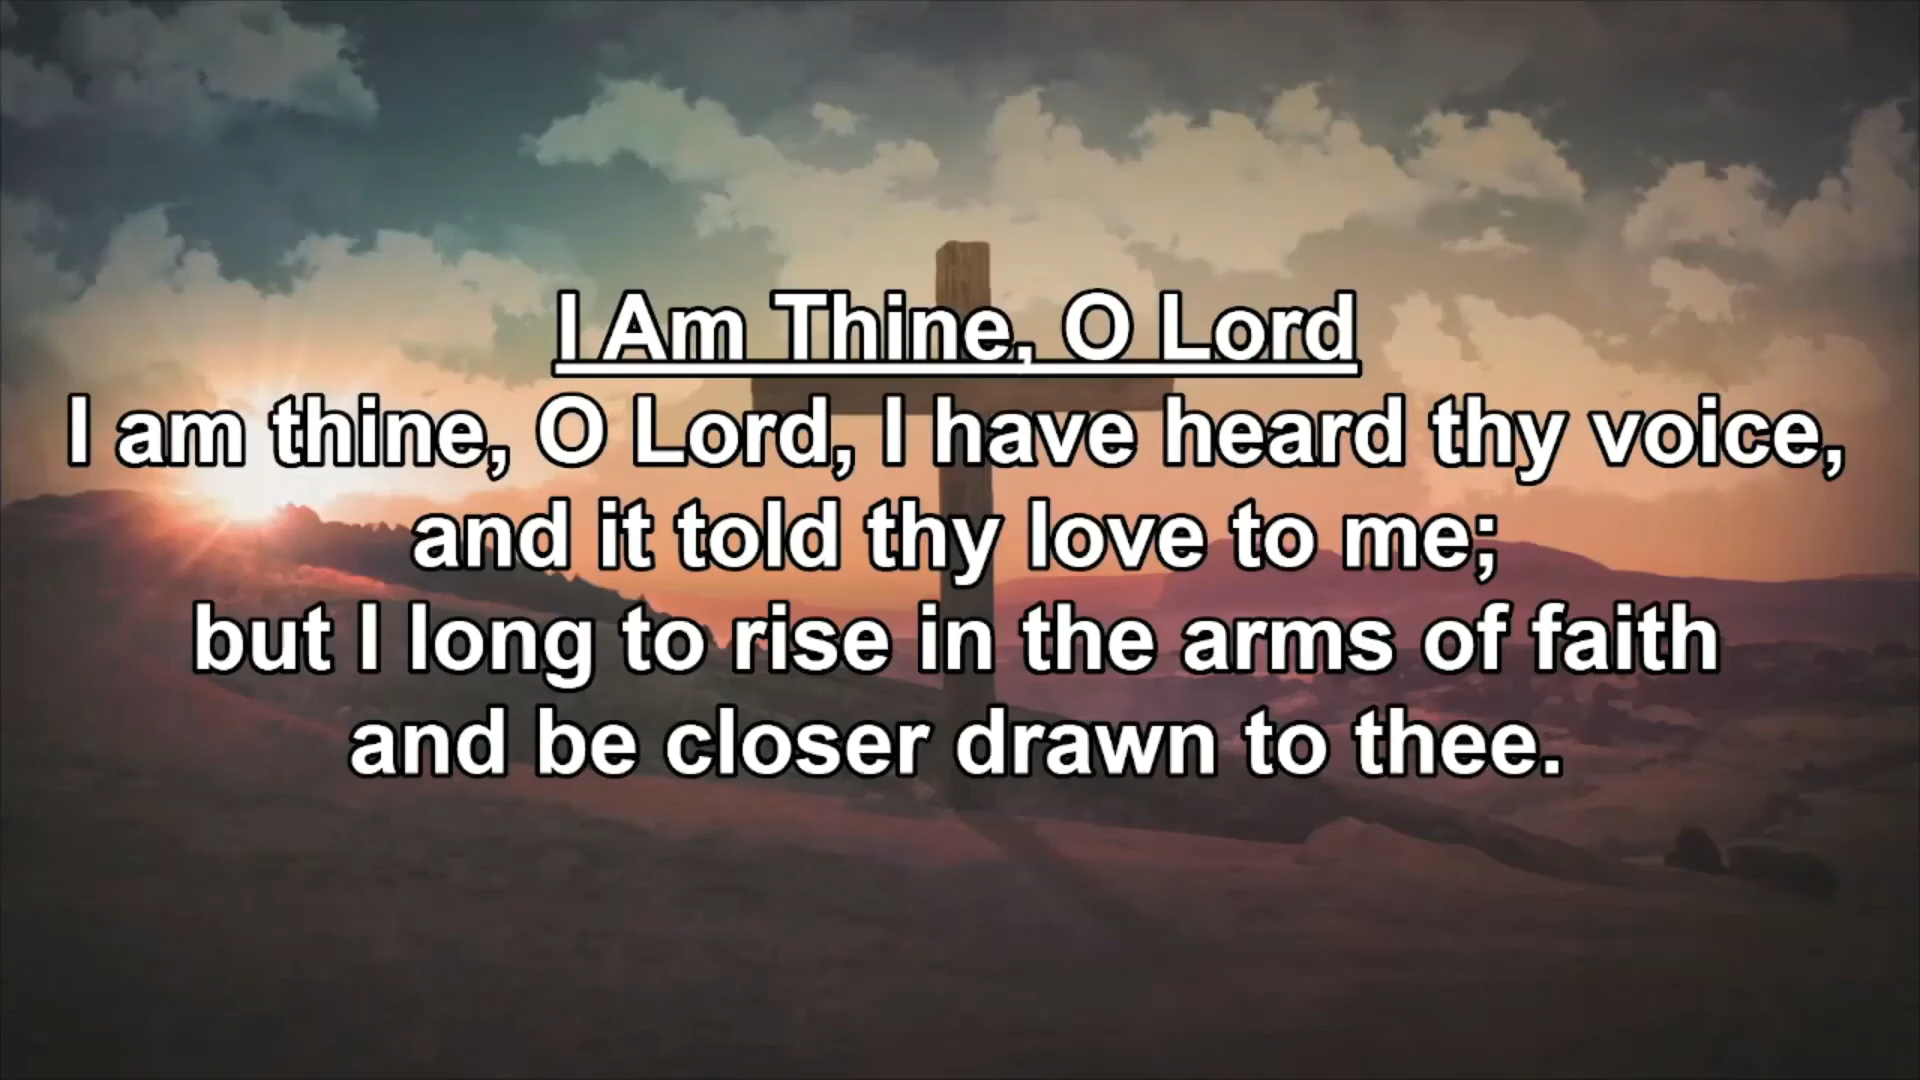 I Am Thine, O Lord
I am thine, O Lord, I have heard thy voice,
and it told thy love to me;
but I long to rise in the arms of faith
and be closer drawn to thee.